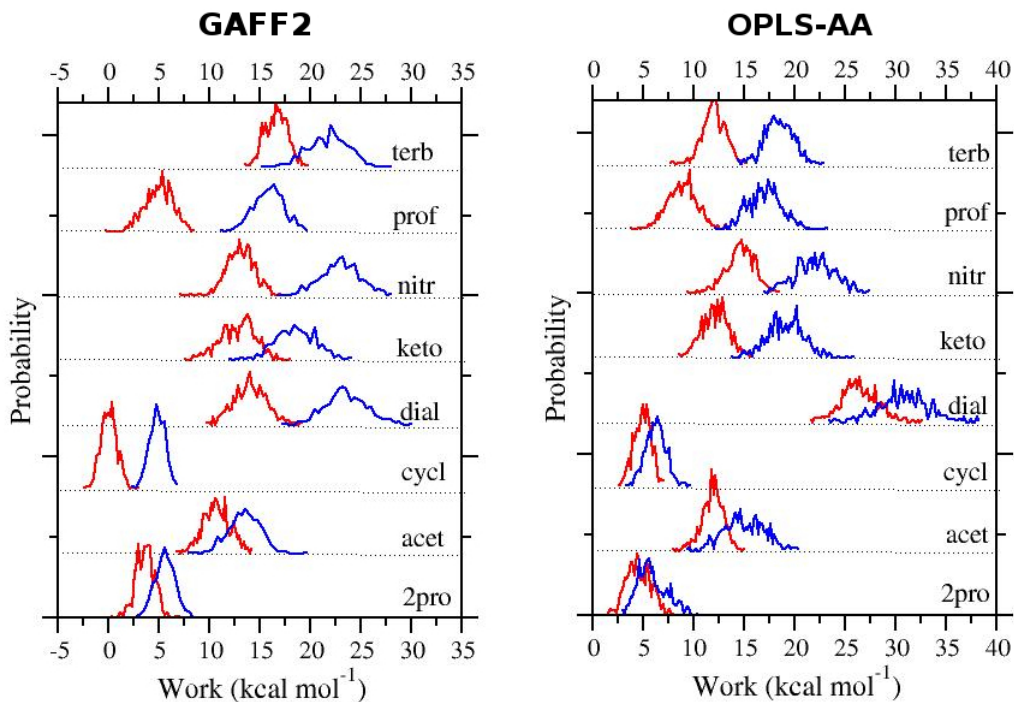 GAFF2
OPLS-AA
-5 0 5 10 15 20 25 30 35
0 5 10 15 20 25 30 35 40
terb
prof
nitr
keto
dial
cycl
acet
2pro
Probability
-5 0 5 10 15 20 25 30 35
Work (kcal mol⁻¹)
terb
prof
nitr
keto
dial
cycl
acet
2pro
Probability
0 5 10 15 20 25 30 35 40
Work (kcal mol⁻¹)